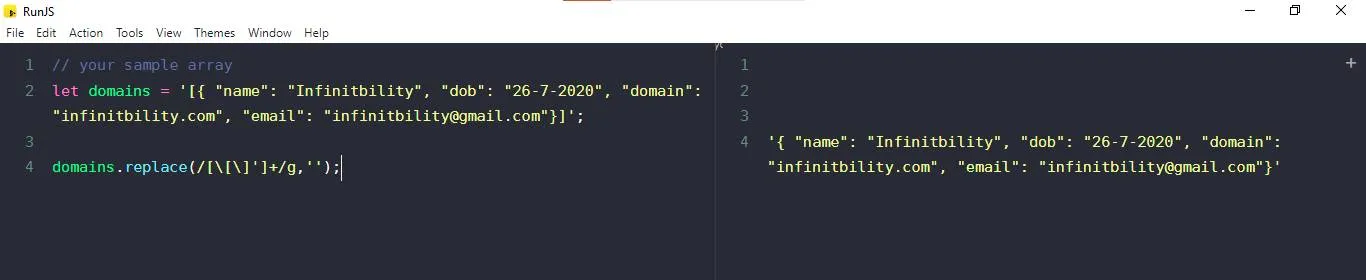 RunJS
File Edit Action Tools View Themes Window Help
1 // your sample array
2 let domains = '[{ "name": "Infinitbility", "dob": "26-7-2020", "domain":
"infinitbility.com", "email": "infinitbility@gmail.com"}]';
3
4 domains.replace(/[\[\]']+/g,'');
1
2
3
4 '{ "name": "Infinitbility", "dob": "26-7-2020", "domain":
"infinitbility.com", "email": "infinitbility@gmail.com"}'